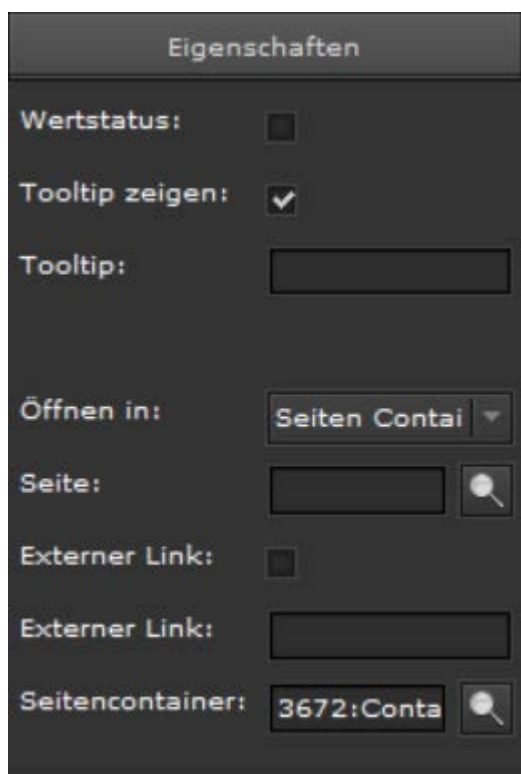 Eigenschaften
Wertstatus:
Tooltip zeigen:
Tooltip:
Öffnen in: Seiten Contai
Seite:
Externer Link:
Externer Link:
Seitencontainer: 3672:Conta